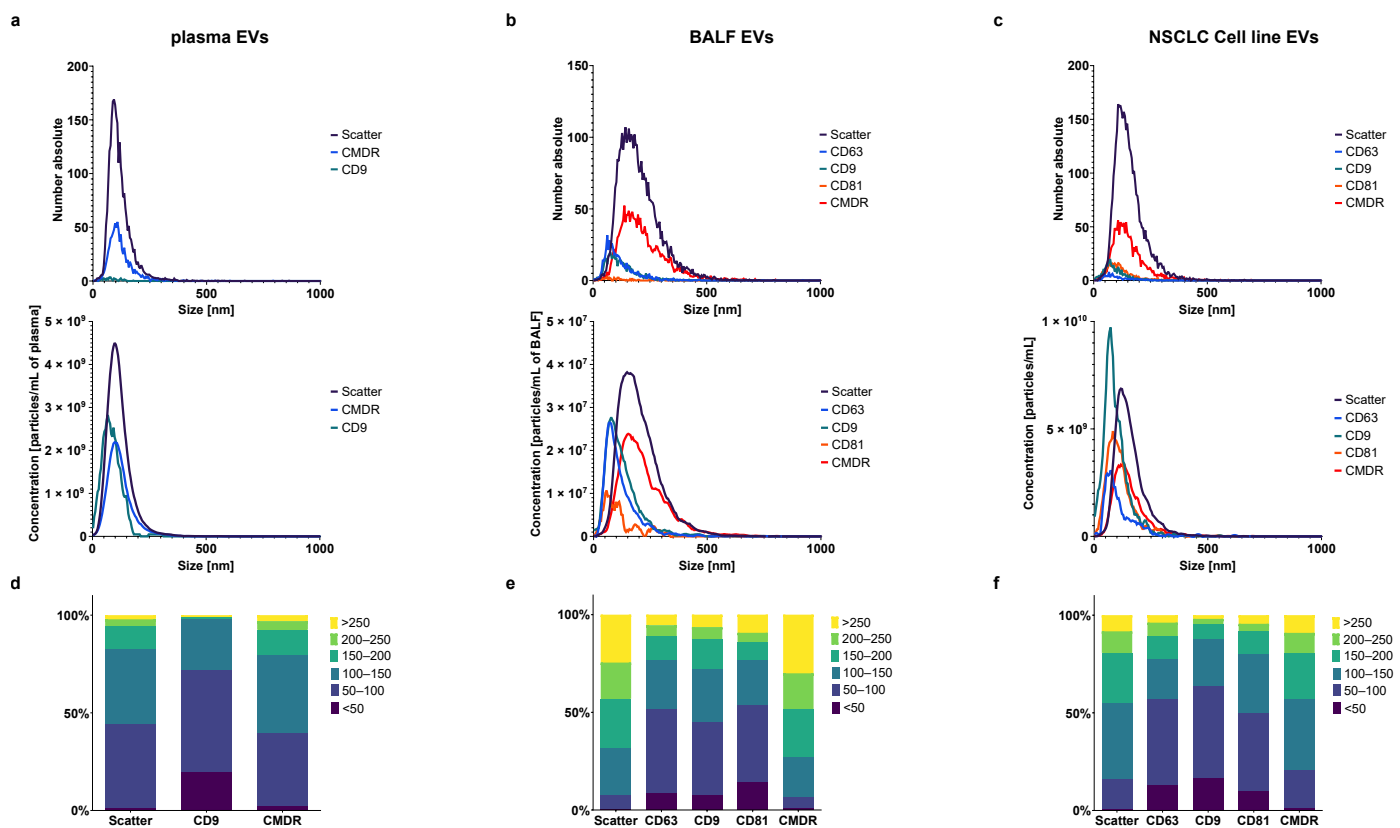 a
plasma EVs
200
150
100
50
0
Number absolute
0
500
1000
Size [nm]
Scatter
CMDR
CD9
5 × 10⁹
4 × 10⁹
3 × 10⁹
2 × 10⁹
1 × 10⁹
0
Concentration [particles/mL of plasma]
0
500
1000
Size [nm]
Scatter
CMDR
CD9
b
BALF EVs
150
100
50
0
Number absolute
0
500
1000
Size [nm]
Scatter
CD63
CD9
CD81
CMDR
5 × 10⁷
4 × 10⁷
3 × 10⁷
2 × 10⁷
1 × 10⁷
0
Concentration [particles/mL of BALF]
0
500
1000
Size [nm]
Scatter
CD63
CD9
CD81
CMDR
c
NSCLC Cell line EVs
200
150
100
50
0
Number absolute
0
500
1000
Size [nm]
Scatter
CD63
CD9
CD81
CMDR
1 × 10¹⁰
5 × 10⁹
0
Concentration [particles/mL]
0
500
1000
Size [nm]
Scatter
CD63
CD9
CD81
CMDR
d
100%
50%
0%
Scatter
CD9
CMDR
>250
200–250
150–200
100–150
50–100
<50
e
100%
50%
0%
Scatter
CD63
CD9
CD81
CMDR
>250
200–250
150–200
100–150
50–100
<50
f
100%
50%
0%
Scatter
CD63
CD9
CD81
CMDR
>250
200–250
150–200
100–150
50–100
<50